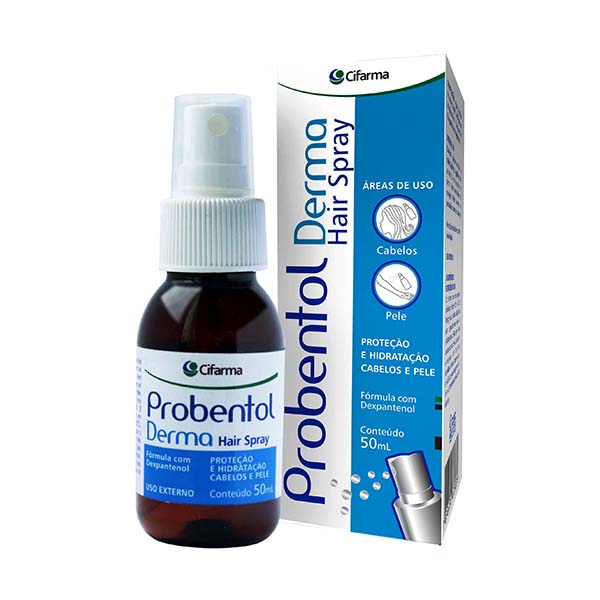 Cifarma
Probentol
Derma Hair Spray
Fórmula com
Dexpantenol
USO EXTERNO
PROTEÇÃO
E HIDRATAÇÃO
CABELOS E PELE
Conteúdo 50mL
Cifarma
Probentol Derma
Hair Spray
ÁREAS DE USO
Cabelos
Pele
PROTEÇÃO
E HIDRATAÇÃO
CABELOS E PELE
Fórmula com
Dexpantenol
Conteúdo
50mL